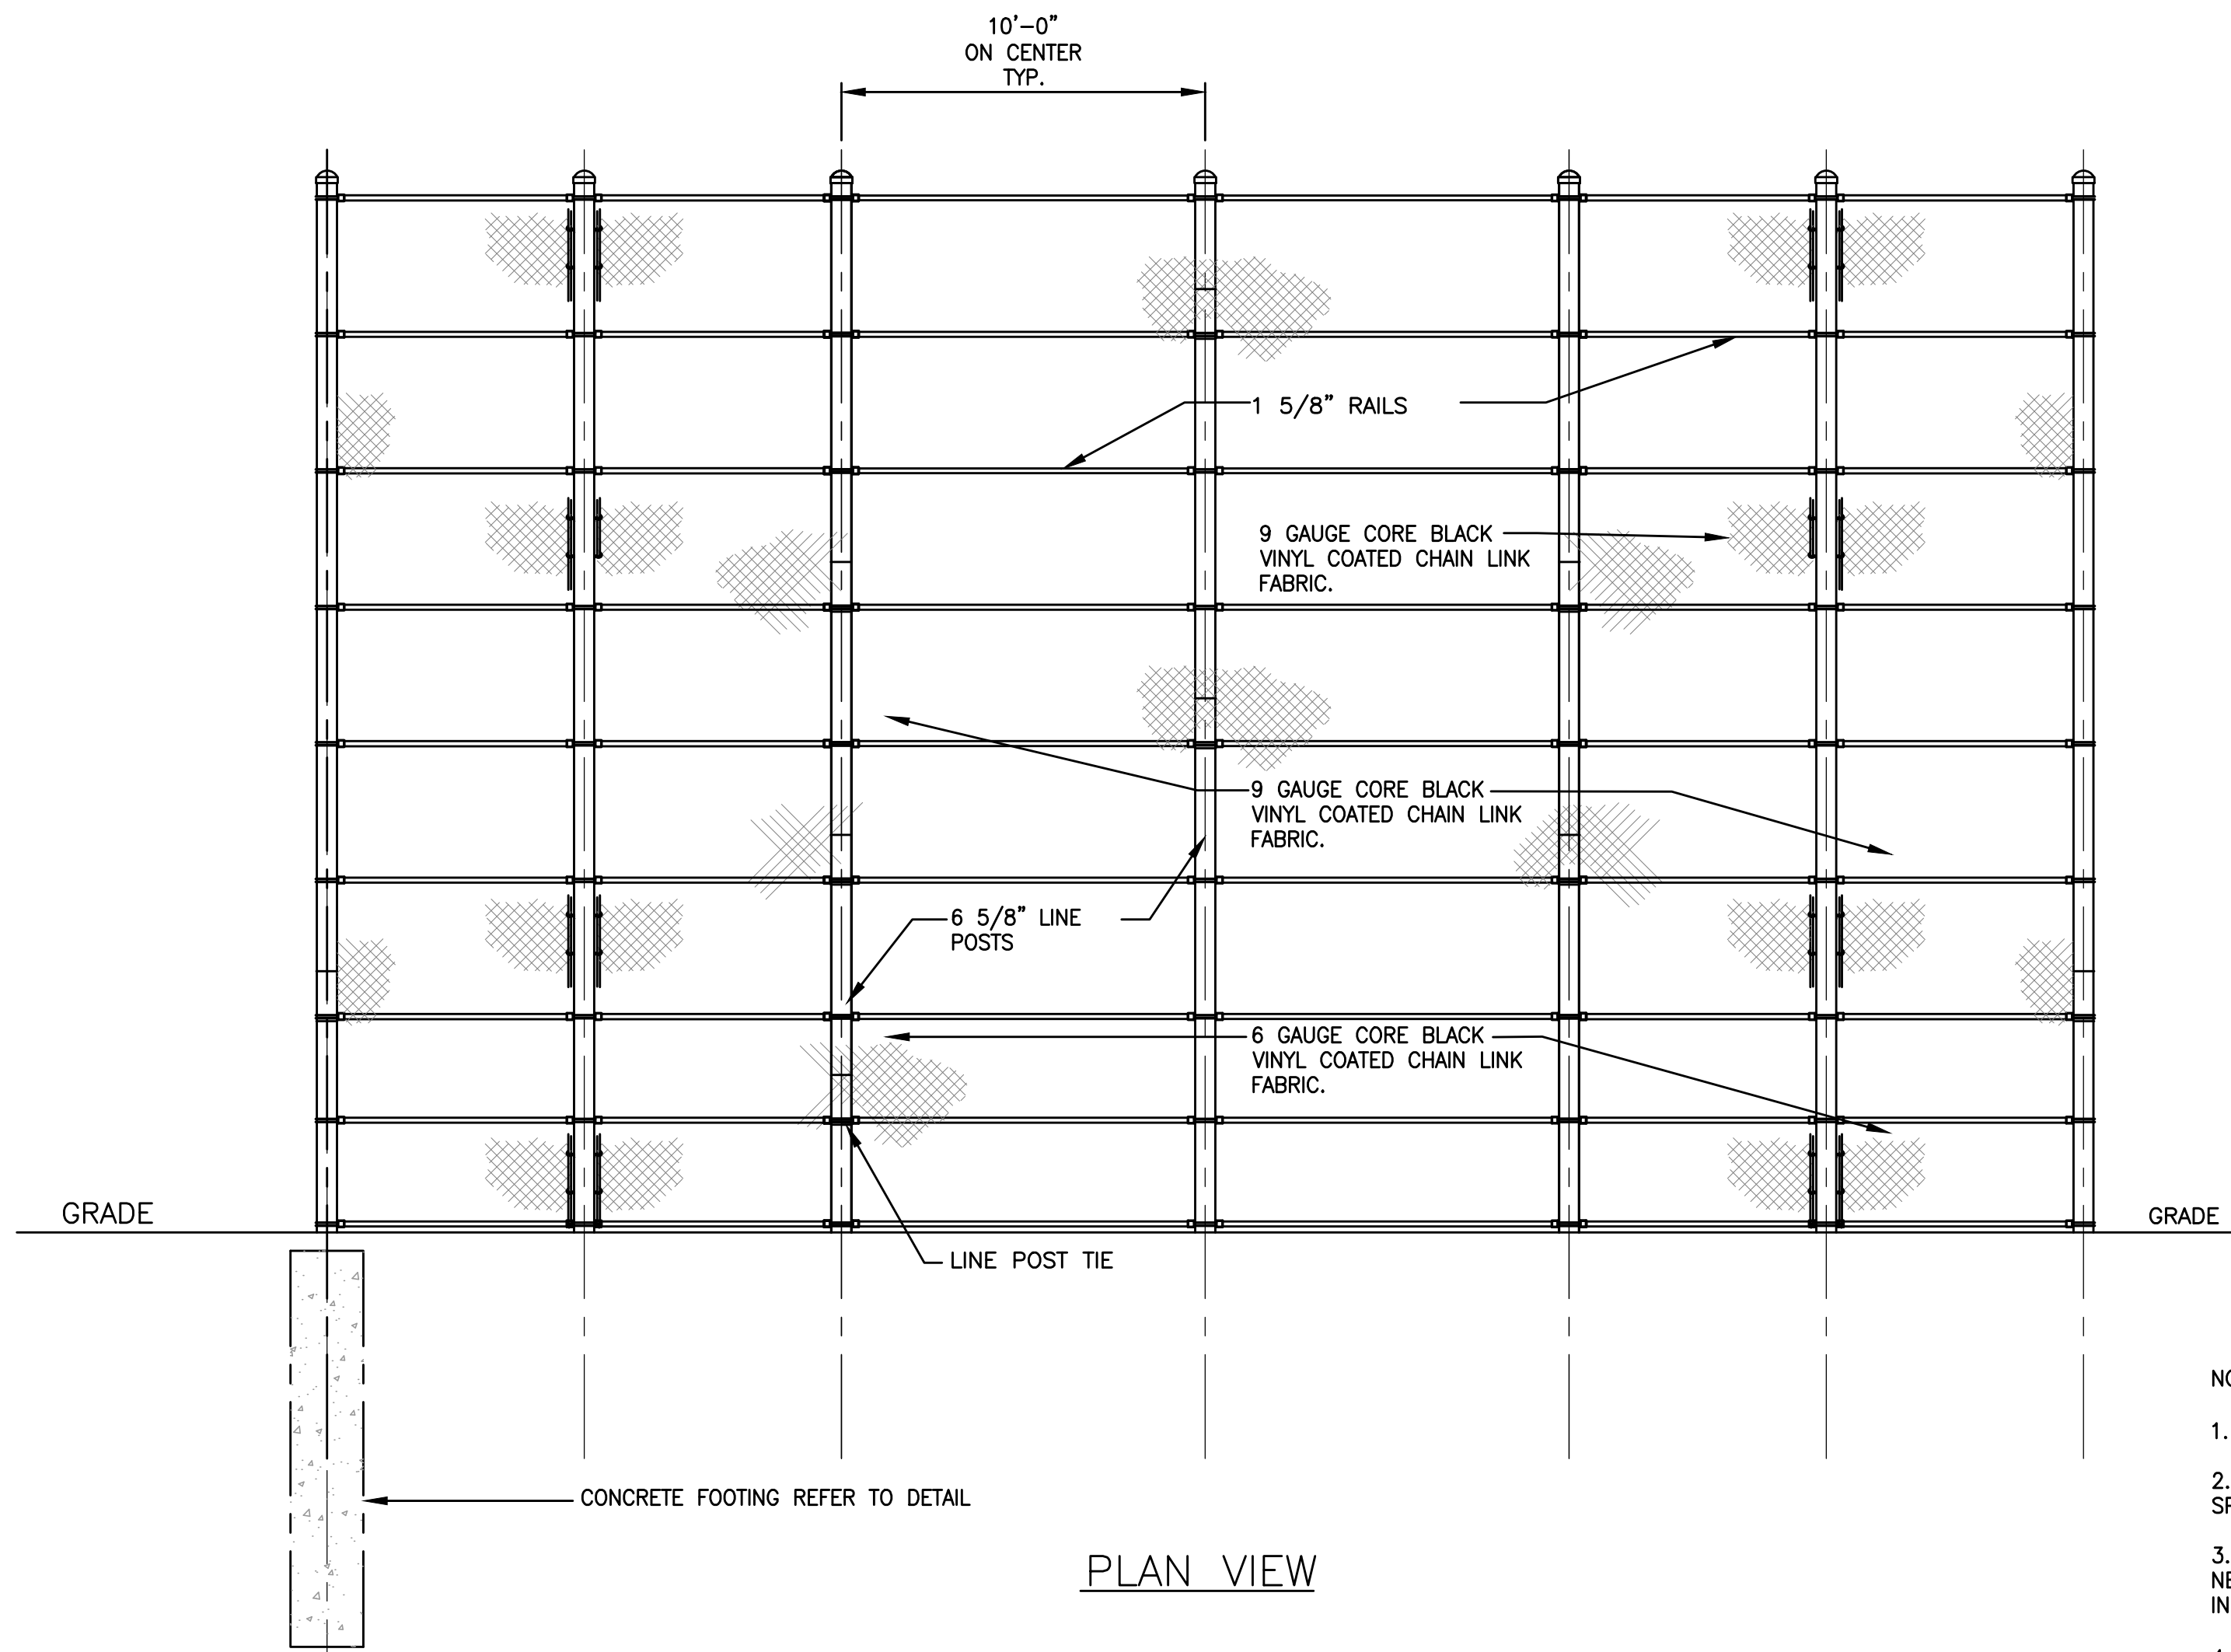 10'-0"
ON CENTER
TYP.
1 5/8" RAILS
9 GAUGE CORE BLACK
VINYL COATED CHAIN LINK
FABRIC.
9 GAUGE CORE BLACK
VINYL COATED CHAIN LINK
FABRIC.
6 5/8" LINE
POSTS
6 GAUGE CORE BLACK
VINYL COATED CHAIN LINK
FABRIC.
GRADE
GRADE
LINE POST TIE
CONCRETE FOOTING REFER TO DETAIL
PLAN VIEW
1.
2.
3.
IN